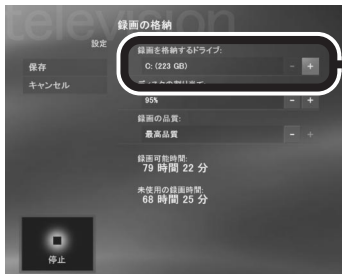 television
録画の格納
設定
保存
キャンセル
録画を格納するドライブ:
C: (223 GB)
- +
95%
- +
録画の品質:
最高品質
- +
録画可能時間:
79 時間 22 分
未使用の録画時間:
68 時間 25 分
停止